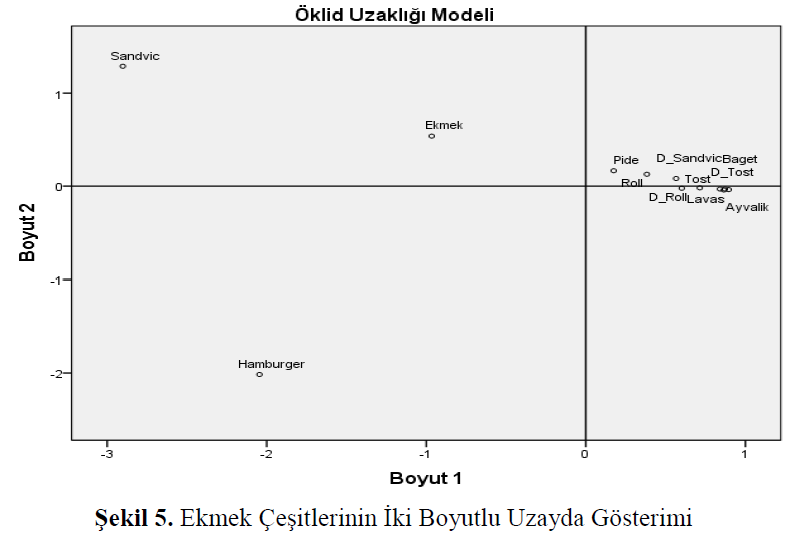 Öklid Uzaklığı Modeli
Sandvic
Ekmek
Pide
D_Sandvic
Baget
Roll
Tost
D_Tost
D_Roll
Lavas
Ayvalik
Hamburger
1
0
-1
-2
Boyut 2
-3
-2
-1
0
1
Boyut 1
Şekil 5. Ekmek Çeşitlerinin İki Boyutlu Uzayda Gösterimi